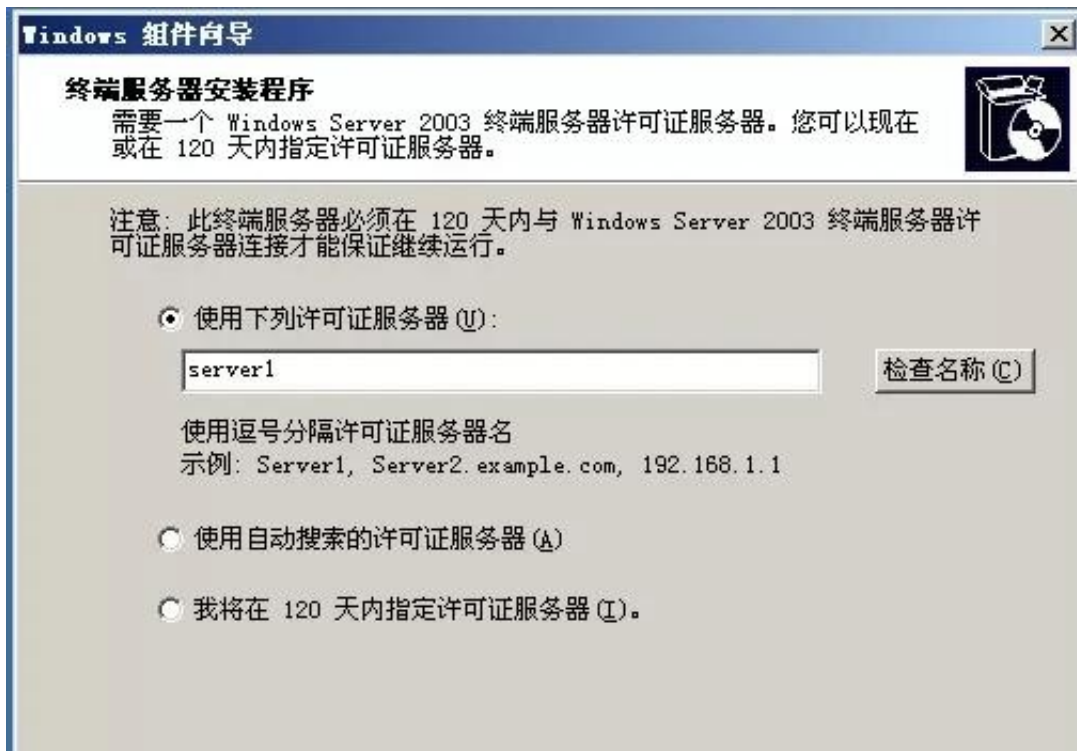 Windows 组件向导
终端服务器安装程序
需要一个 Windows Server 2003 终端服务器许可证服务器。您可以现在
或在 120 天内指定许可证服务器。
注意: 此终端服务器必须在 120 天内与 Windows Server 2003 终端服务器许
可证服务器连接才能保证继续运行。
使用下列许可证服务器(U):
server1
检查名称(C)
使用逗号分隔许可证服务器名
示例: Server1, Server2.example.com, 192.168.1.1
使用自动搜索的许可证服务器(A)
我将在 120 天内指定许可证服务器(I)。